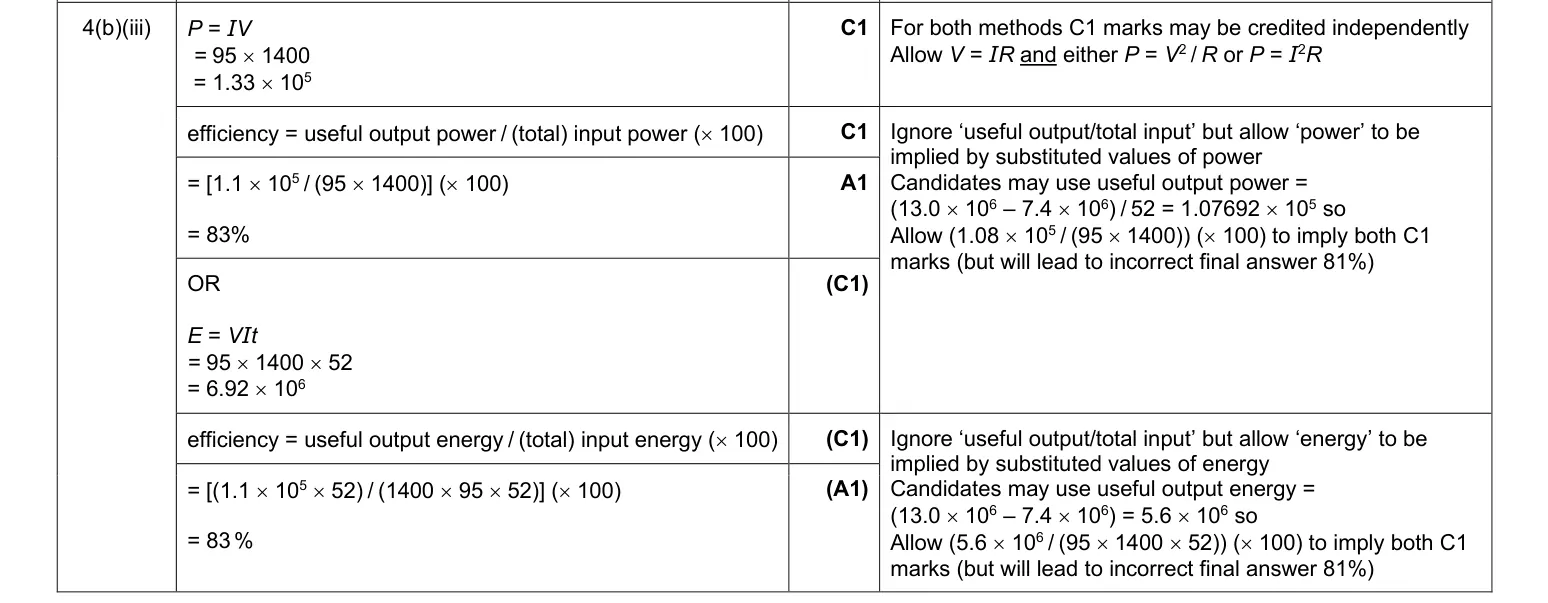 4(b)(iii)
P = IV
= 95 × 1400
= 1.33 × 10⁵
C1
For both methods C1 marks may be credited independently
Allow V = IR and either P = V² / R or P = I²R
efficiency = useful output power / (total) input power (× 100)
C1
Ignore ‘useful output/total input’ but allow ‘power’ to be
implied by substituted values of power
Candidates may use useful output power =
(13.0 × 10⁶ – 7.4 × 10⁶) / 52 = 1.07692 × 10⁵ so
Allow (1.08 × 10⁵ / (95 × 1400)) (× 100) to imply both C1
marks (but will lead to incorrect final answer 81%)
= [1.1 × 10⁵ / (95 × 1400)] (× 100)
= 83%
A1
OR
E = VIt
= 95 × 1400 × 52
= 6.92 × 10⁶
(C1)
efficiency = useful output energy / (total) input energy (× 100)
(C1)
Ignore ‘useful output/total input’ but allow ‘energy’ to be
implied by substituted values of energy
Candidates may use useful output energy =
(13.0 × 10⁶ – 7.4 × 10⁶) = 5.6 × 10⁶ so
Allow (5.6 × 10⁶ / (95 × 1400 × 52)) (× 100) to imply both C1
marks (but will lead to incorrect final answer 81%)
= [(1.1 × 10⁵ × 52) / (1400 × 95 × 52)] (× 100)
= 83 %
(A1)